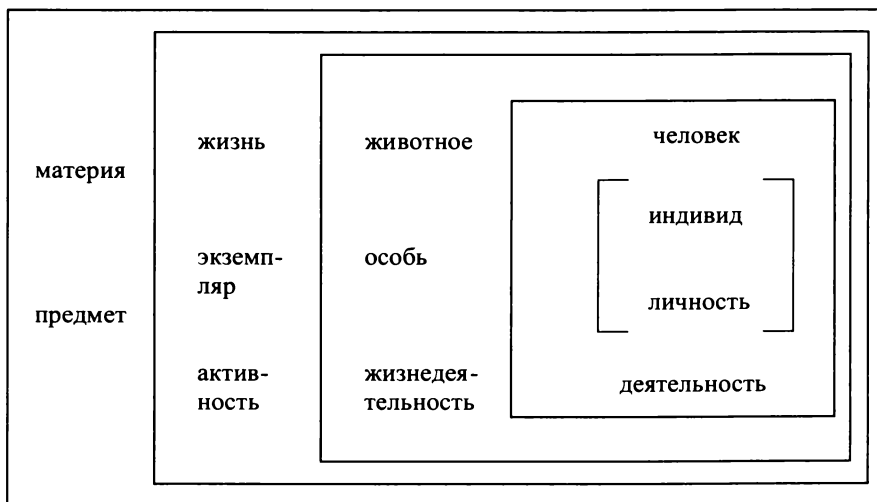 материя
предмет
жизнь
экземп-
ляр
актив-
ность
животное
особь
жизнедея-
тельность
человек
индивид
личность
деятельность